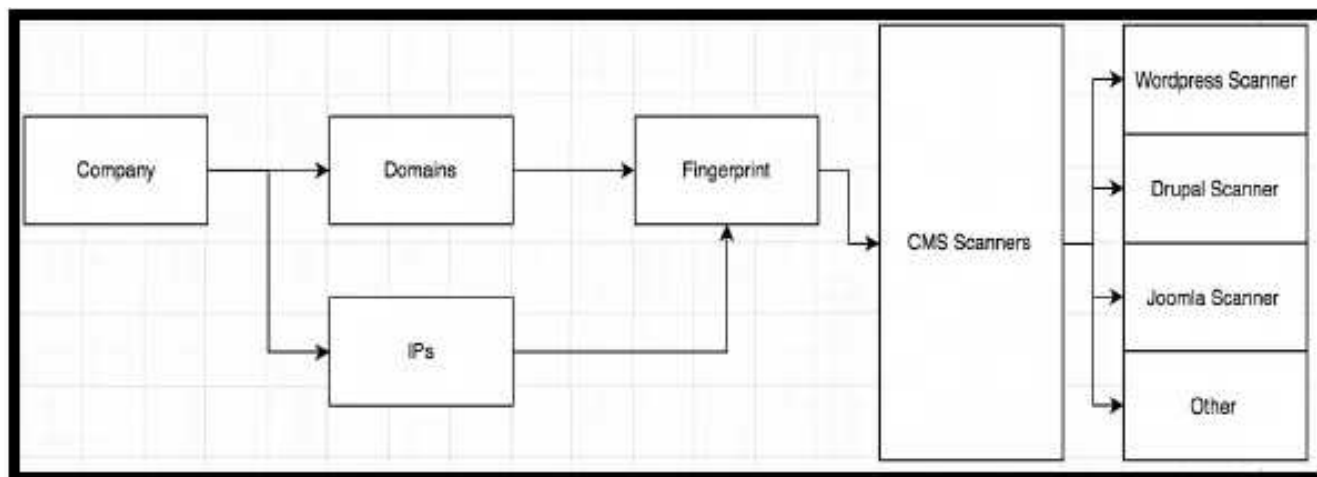 Company
Domains
IPs
Fingerprint
CMS Scanners
Wordpress Scanner
Drupal Scanner
Joomla Scanner
Other